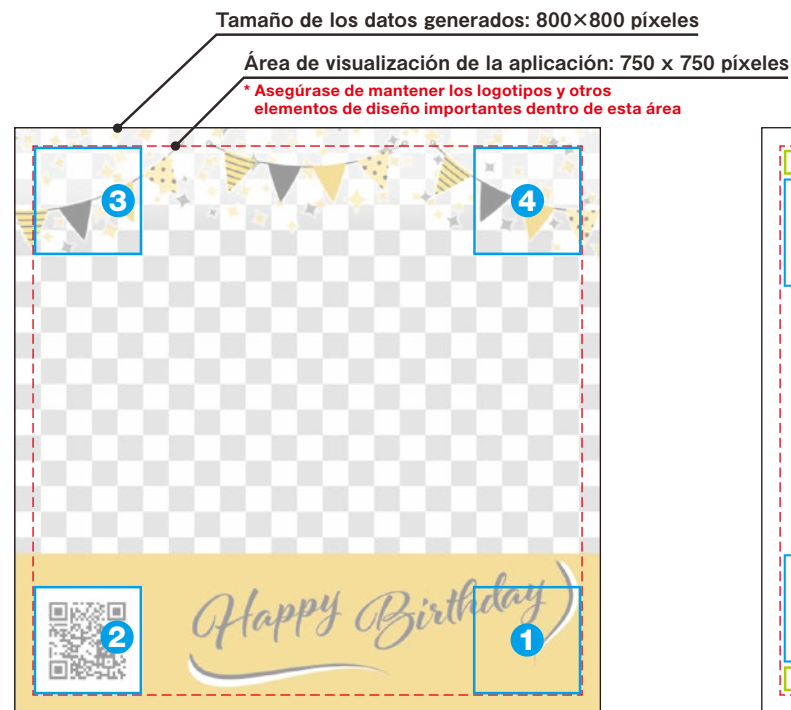 Tamaño de los datos generados: 800×800 píxeles
Área de visualización de la aplicación: 750 x 750 píxeles
* Asegúrase de mantener los logotipos y otros
elementos de diseño importantes dentro de esta área
3
4
Happy Birthday
2
1